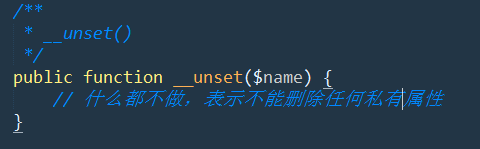 /**
 * __unset()
 */
public function __unset($name) {
    // 什么都不做，表示不能删除任何私有属性
}